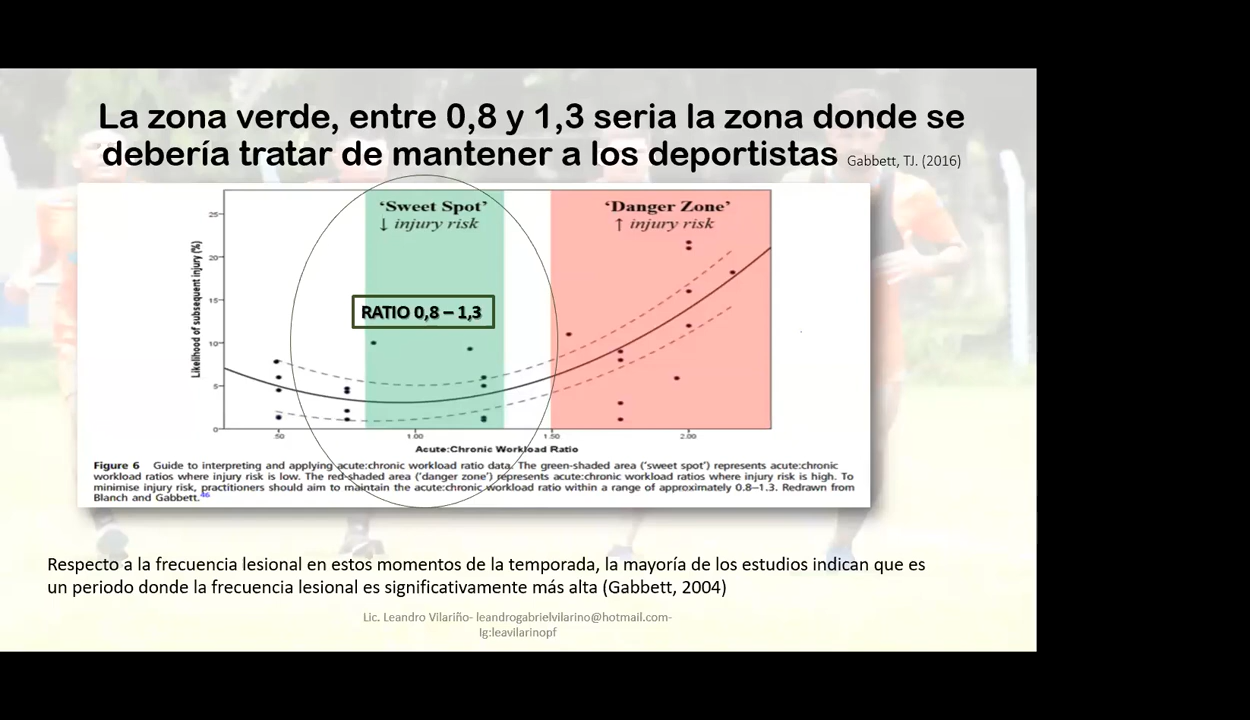 La zona verde, entre 0,8 y 1,3 seria la zona donde se
debería tratar de mantener a los deportistas Gabbett, TJ. (2016)
‘Sweet Spot’
↓ injury risk
‘Danger Zone’
↑ injury risk
RATIO 0,8 – 1,3
Likelihood of subsequent injury (%)
25
20
15
10
5
0
.50
1.00
1.50
2.00
Acute:Chronic Workload Ratio
Figure 6 Guide to interpreting and applying acute:chronic workload ratio data. The green-shaded area (‘sweet spot’) represents acute:chronic
workload ratios where injury risk is low. The red-shaded area (‘danger zone’) represents acute:chronic workload ratios where injury risk is high. To
minimise injury risk, practitioners should aim to maintain the acute:chronic workload ratio within a range of approximately 0.8–1.3. Redrawn from
Blanch and Gabbett.46
Respecto a la frecuencia lesional en estos momentos de la temporada, la mayoría de los estudios indican que es
un periodo donde la frecuencia lesional es significativamente más alta (Gabbett, 2004)
Lic. Leandro Vilariño- leandrogabrielvilarino@hotmail.com-
Ig:leavilarinopf